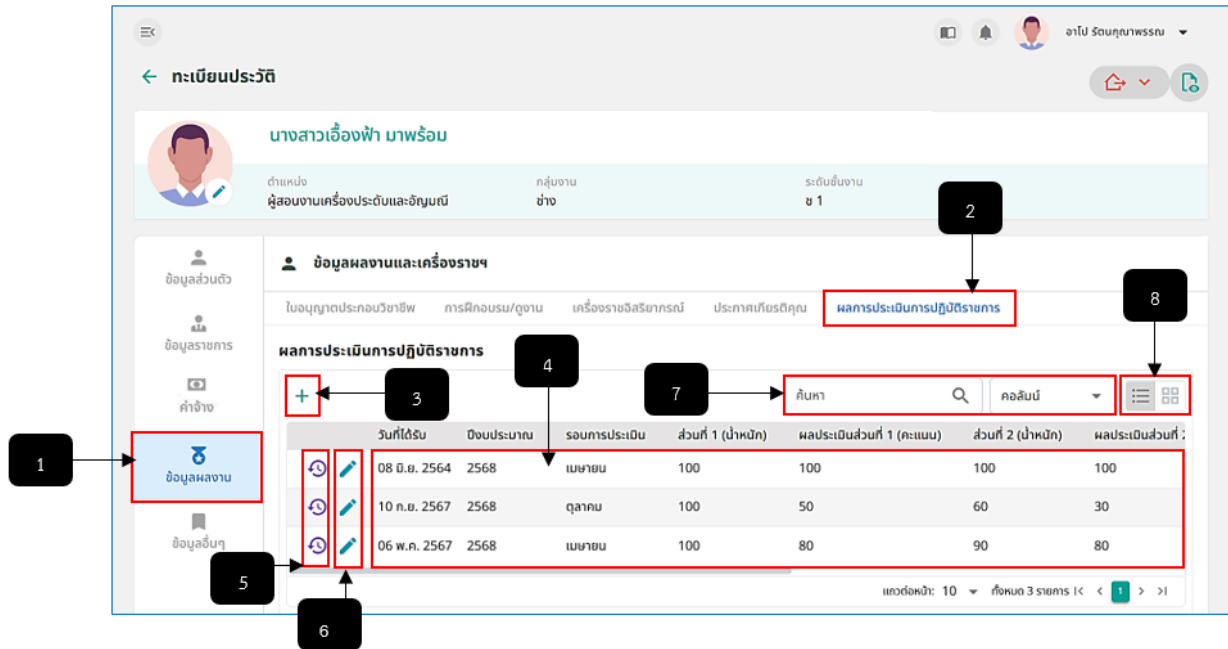 อาโป รัตนกุณาพรรณ
ทะเบียนประวัติ
นางสาวเอื้องฟ้า มาพร้อม
ตำแหน่ง กลุ่มงาน ระดับชั้นงาน
ผู้สอนงานเครื่องประดับและอัญมณี ช่าง ช 1
2
ข้อมูลส่วนตัว
ข้อมูลผลงานและเครื่องราชฯ
8
ใบอนุญาตประกอบวิชาชีพ การฝึกอบรม/ดูงาน เครื่องราชอิสริยาภรณ์ ประกาศเกียรติคุณ ผลการประเมินการปฏิบัติราชการ
ข้อมูลราชการ
ผลการประเมินการปฏิบัติราชการ
4
ค่าจ้าง
3
7
ค้นหา คอลัมน์
วันที่ได้รับ ปีงบประมาณ รอบการประเมิน ส่วนที่ 1 (น้ำหนัก) ผลประเมินส่วนที่ 1 (คะแนน) ส่วนที่ 2 (น้ำหนัก) ผลประเมินส่วนที่ 2
1
ข้อมูลผลงาน
08 มิ.ย. 2564 2568 เมษายน 100 100 100 100
10 ก.ย. 2567 2568 ตุลาคม 100 50 60 30
ข้อมูลอื่นๆ
06 พ.ค. 2567 2568 เมษายน 100 80 90 80
5
แถวต่อหน้า: 10 ทั้งหมด 3 รายการ 1
6